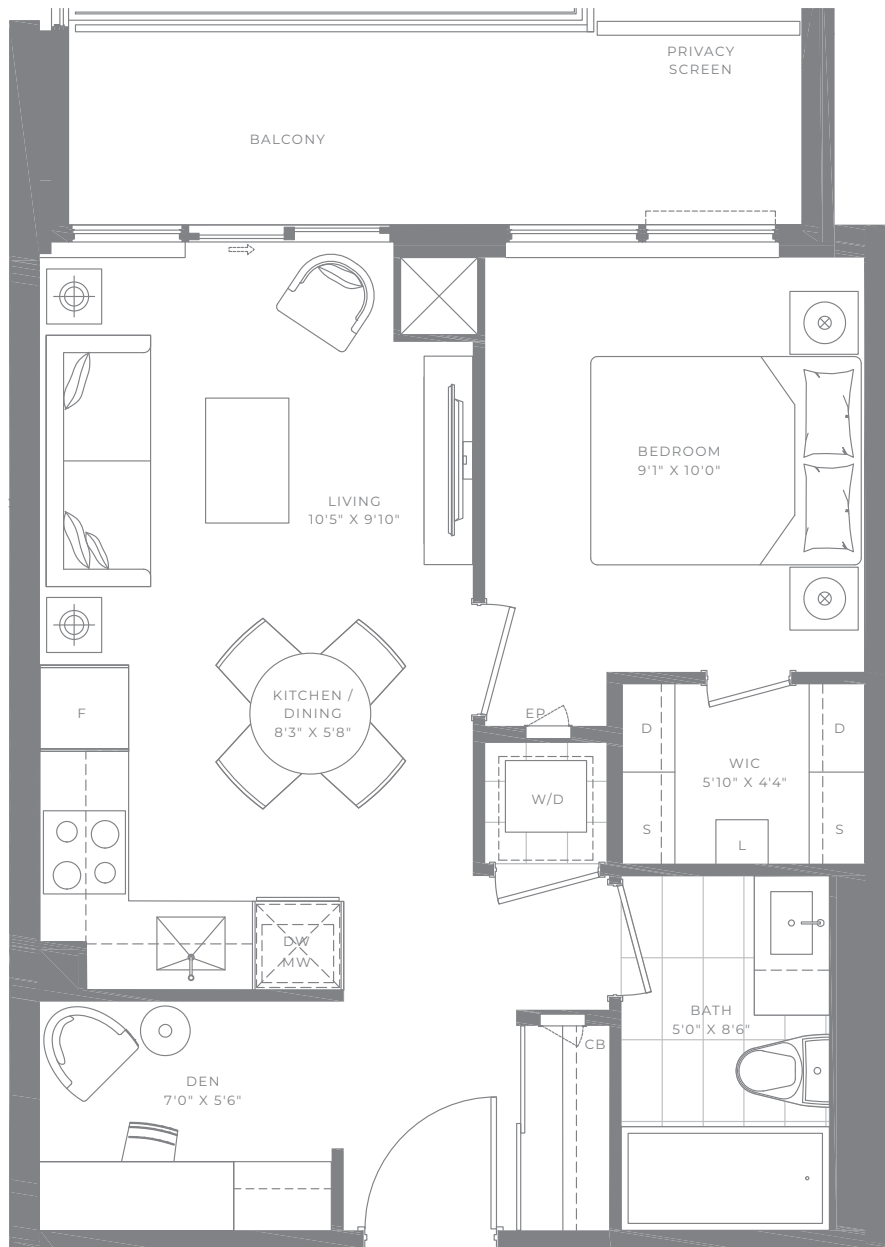 PRIVACY
SCREEN
BALCONY
BEDROOM
9'1" X 10'0"
LIVING
10'5" X 9'10"
KITCHEN /
DINING
8'3" X 5'8"
F
EP
D
D
W/D
WIC
5'10" X 4'4"
S
S
L
DW
MW
BATH
5'0" X 8'6"
CB
DEN
7'0" X 5'6"